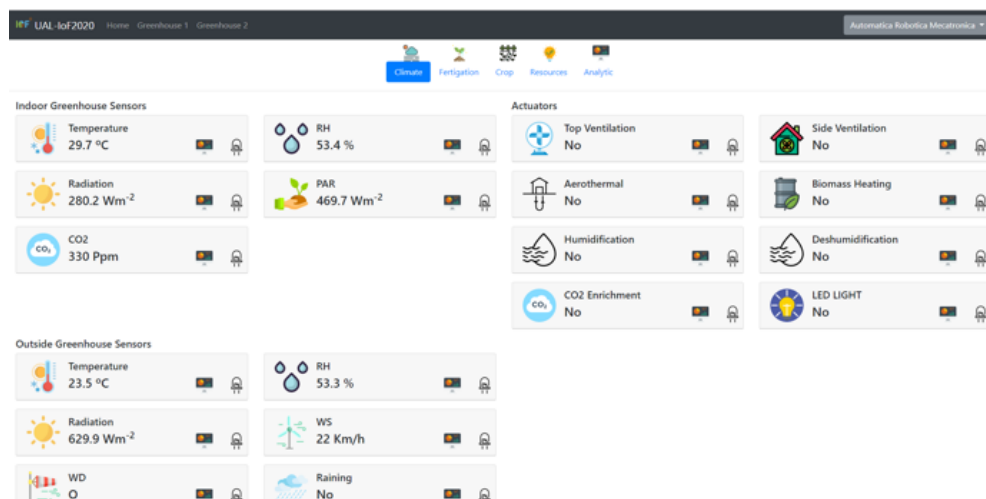 IoF UAL-IoF2020 Home Greenhouse 1 Greenhouse 2 Automatica Robotica Mecatronica
Climate Fertigation Crop Resources Analytic
Indoor Greenhouse Sensors
Temperature
29.7 ºC
RH
53.4 %
Radiation
280.2 Wm-2
PAR
469.7 Wm-2
CO2
330 Ppm
CO₂
Actuators
Top Ventilation
No
Side Ventilation
No
Aerothermal
No
Biomass Heating
No
Humidification
No
Deshumidification
No
CO2 Enrichment
No
CO₂
LED LIGHT
No
Outside Greenhouse Sensors
Temperature
23.5 ºC
RH
53.3 %
Radiation
629.9 Wm-2
WS
22 Km/h
WD
O
Raining
No